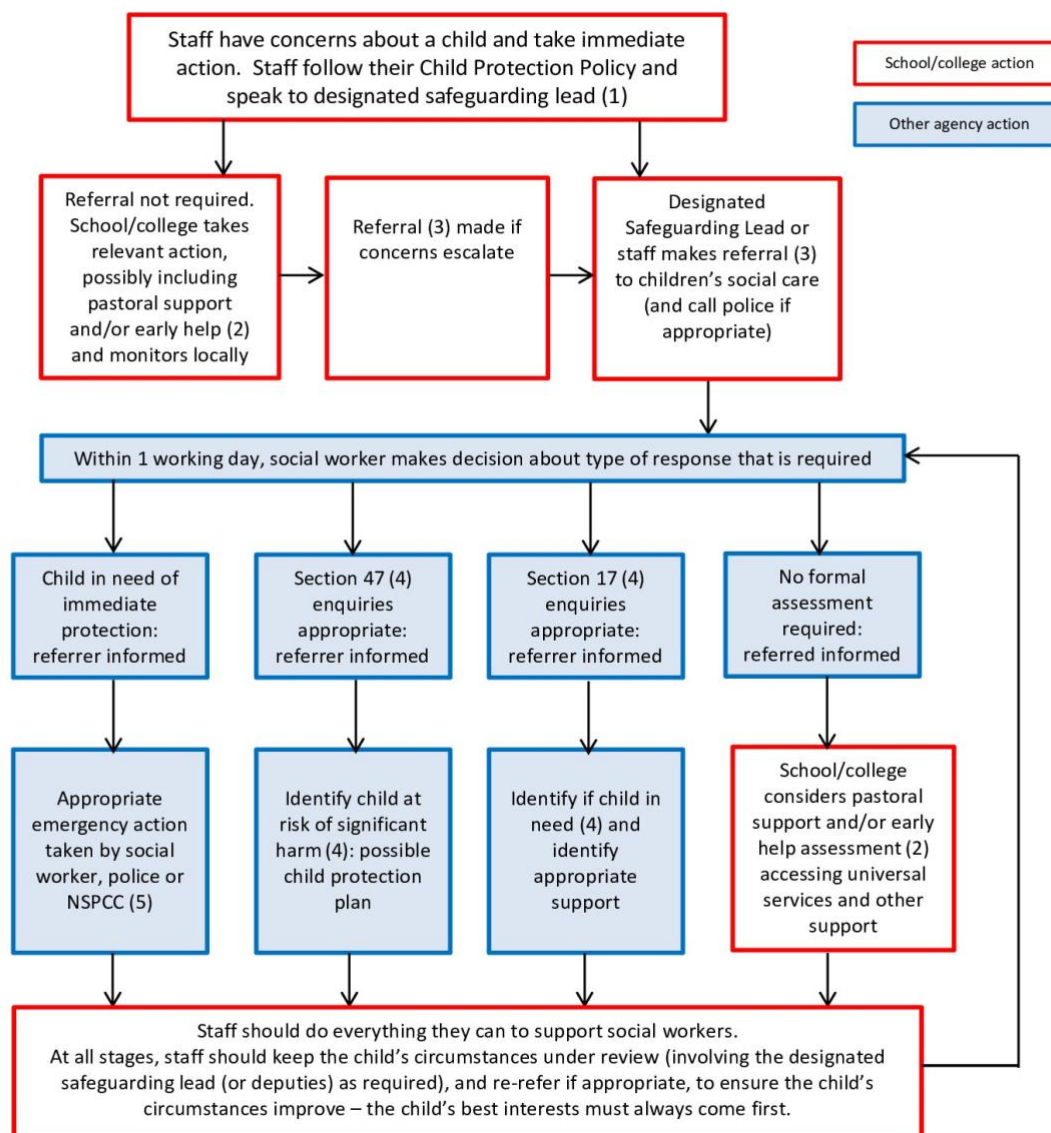 Staff have concerns about a child and take immediate
action. Staff follow their Child Protection Policy and
speak to designated safeguarding lead (1)
School/college action
Other agency action
Referral not required.
School/college takes
relevant action,
possibly including
pastoral support
and/or early help (2)
and monitors locally
Referral (3) made if
concerns escalate
Designated
Safeguarding Lead or
staff makes referral (3)
to children's social care
(and call police if
appropriate)
Within 1 working day, social worker makes decision about type of response that is required
Child in need of
immediate
protection:
referrer informed
Section 47 (4)
enquiries
appropriate:
referrer informed
Section 17 (4)
enquiries
appropriate:
referrer informed
No formal
assessment
required:
referred informed
Appropriate
emergency action
taken by social
worker, police or
NSPCC (5)
Identify child at
risk of significant
harm (4): possible
child protection
plan
Identify if child in
need (4) and
identify
appropriate
support
School/college
considers pastoral
support and/or early
help assessment (2)
accessing universal
services and other
support
Staff should do everything they can to support social workers.
At all stages, staff should keep the child's circumstances under review (involving the designated
safeguarding lead (or deputies) as required), and re-refer if appropriate, to ensure the child's
circumstances improve – the child's best interests must always come first.